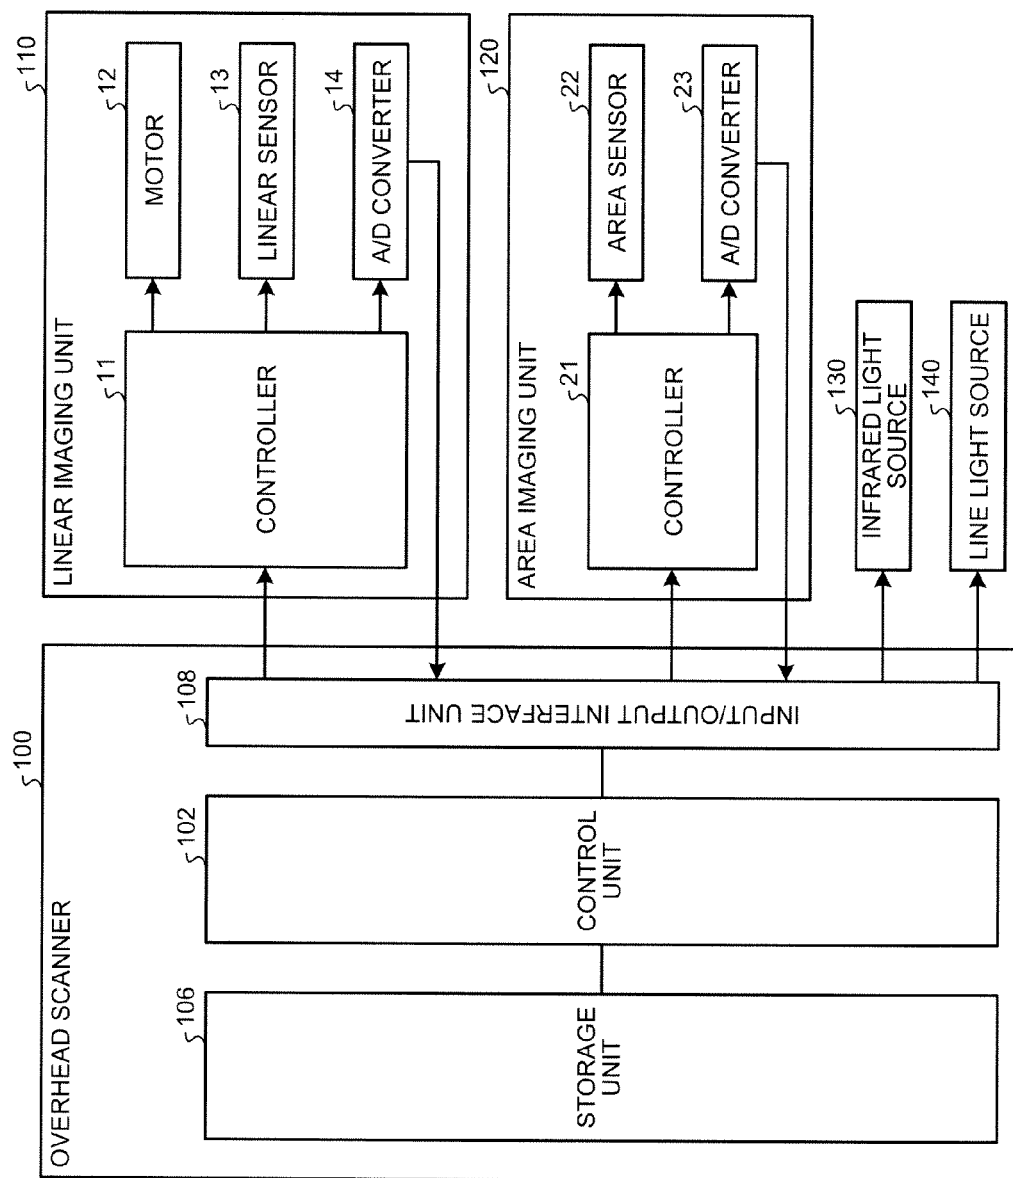 100
OVERHEAD SCANNER
106
STORAGE
UNIT
102
CONTROL
UNIT
108
INPUT/OUTPUT INTERFACE UNIT
110
LINEAR IMAGING UNIT
11
CONTROLLER
12
MOTOR
13
LINEAR SENSOR
14
A/D CONVERTER
120
AREA IMAGING UNIT
21
CONTROLLER
22
AREA SENSOR
23
A/D CONVERTER
130
INFRARED LIGHT
SOURCE
140
LINE LIGHT SOURCE